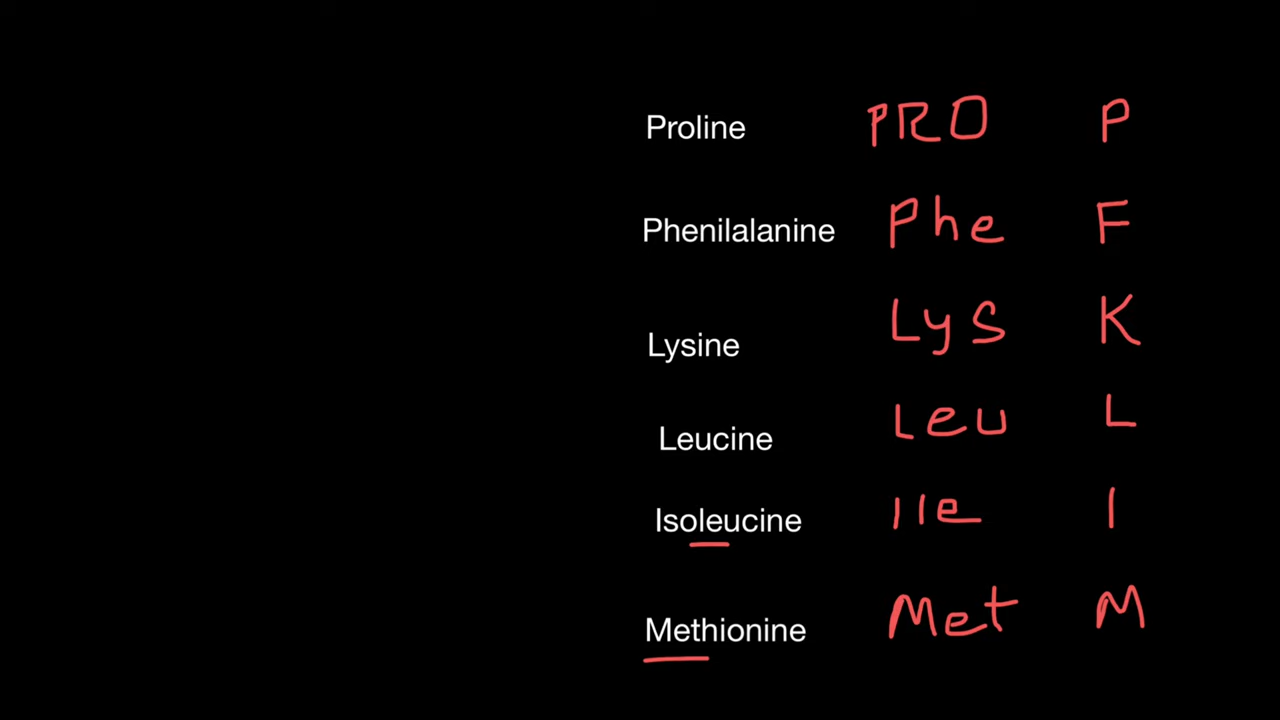 Proline PRO P
Phenilalanine Phe F
Lysine Lys K
Leucine Leu L
Isoleucine Ile I
Methionine Met M